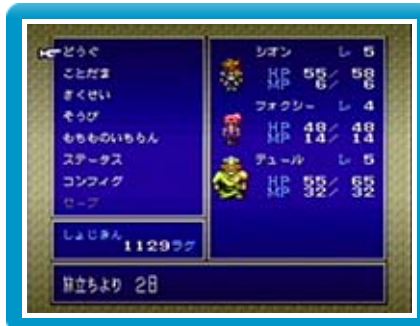 どうぐ
ことだま
さくせい
そうび
もちものいちらん
ステータス
コンフィグ
セーブ
しょじきん
1129ラグ
シオン レ 5
HP 55/ 58
MP 6/ 6
フォクシー レ 4
HP 48/ 48
MP 14/ 14
デュール レ 5
HP 55/ 65
MP 32/ 32
旅立ちより 2日